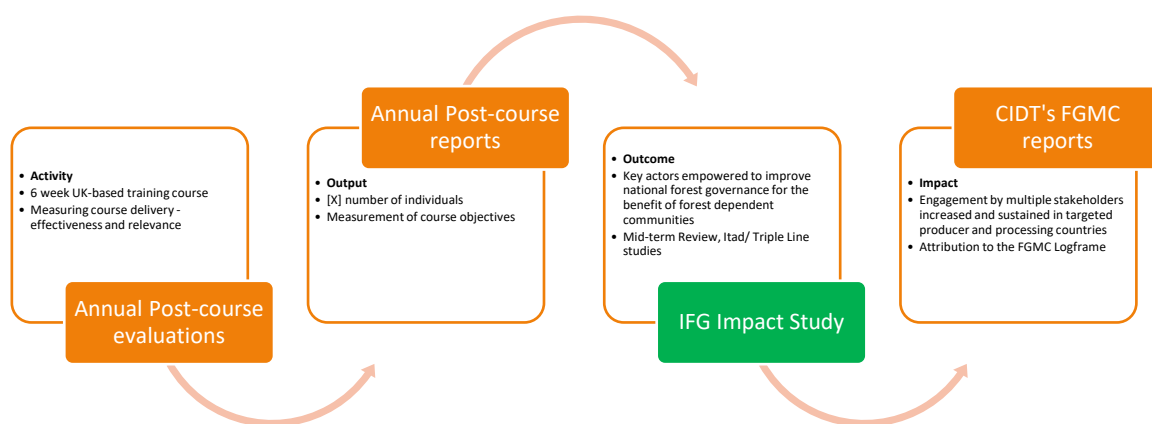 • Activity
• 6 week UK-based training course
• Measuring course delivery -
effectiveness and relevance
Annual Post-course
evaluations
Annual Post-course
reports
• Output
• [X] number of individuals
• Measurement of course objectives
• Outcome
• Key actors empowered to improve
national forest governance for the
benefit of forest dependent
communities
• Mid-term Review, Itad/ Triple Line
studies
IFG Impact Study
CIDT's FGMC
reports
• Impact
• Engagement by multiple stakeholders
increased and sustained in targeted
producer and processing countries
• Attribution to the FGMC Logframe